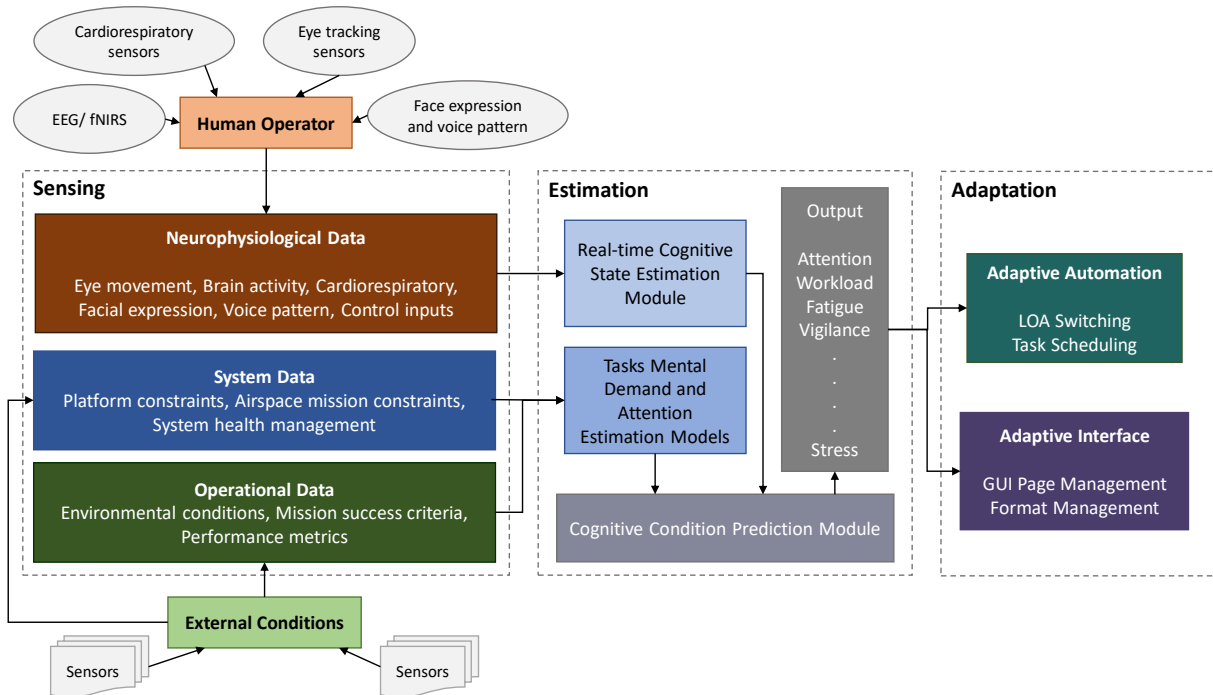 Cardiorespiratory
sensors
Eye tracking
sensors
EEG/ fNIRS
Human Operator
Face expression
and voice pattern
Sensing
Neurophysiological Data
Eye movement, Brain activity, Cardiorespiratory,
Facial expression, Voice pattern, Control inputs
System Data
Platform constraints, Airspace mission constraints,
System health management
Operational Data
Environmental conditions, Mission success criteria,
Performance metrics
External Conditions
Sensors
Sensors
Estimation
Real-time Cognitive
State Estimation
Module
Tasks Mental
Demand and
Attention
Estimation Models
Cognitive Condition Prediction Module
Output
Attention
Workload
Fatigue
Vigilance
.
.
.
.
Stress
Adaptation
Adaptive Automation
LOA Switching
Task Scheduling
Adaptive Interface
GUI Page Management
Format Management